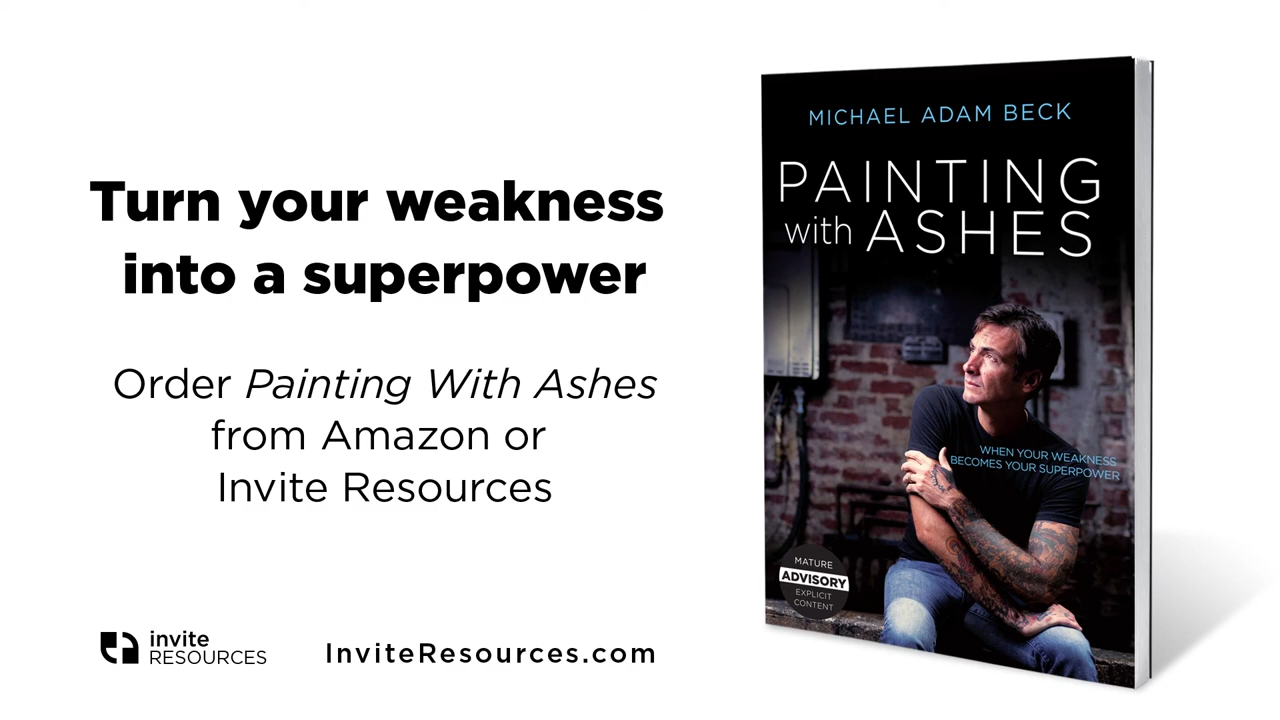 Turn your weakness
into a superpower
Order Painting With Ashes
from Amazon or
Invite Resources
invite
RESOURCES
InviteResources.com
MICHAEL ADAM BECK
PAINTING
with ASHES
WHEN YOUR WEAKNESS
BECOMES YOUR SUPERPOWER
MATURE
ADVISORY
EXPLICIT
CONTENT